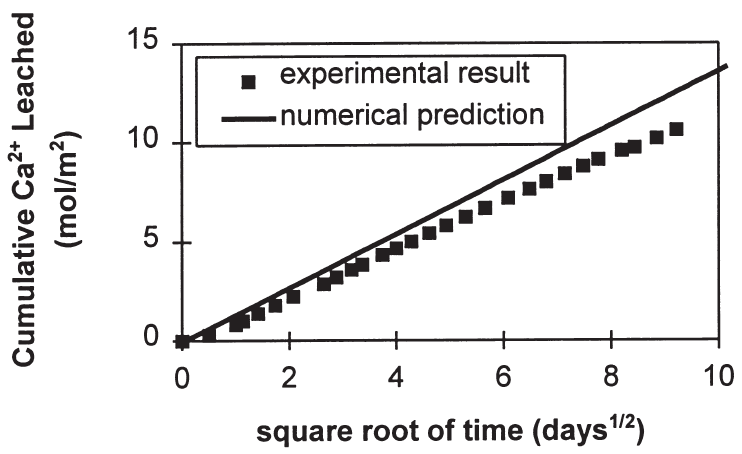 15
experimental result
numerical prediction
10
5
0
0 2 4 6 8 10
Cumulative Ca²⁺ Leached
(mol/m²)
square root of time (days¹/²)